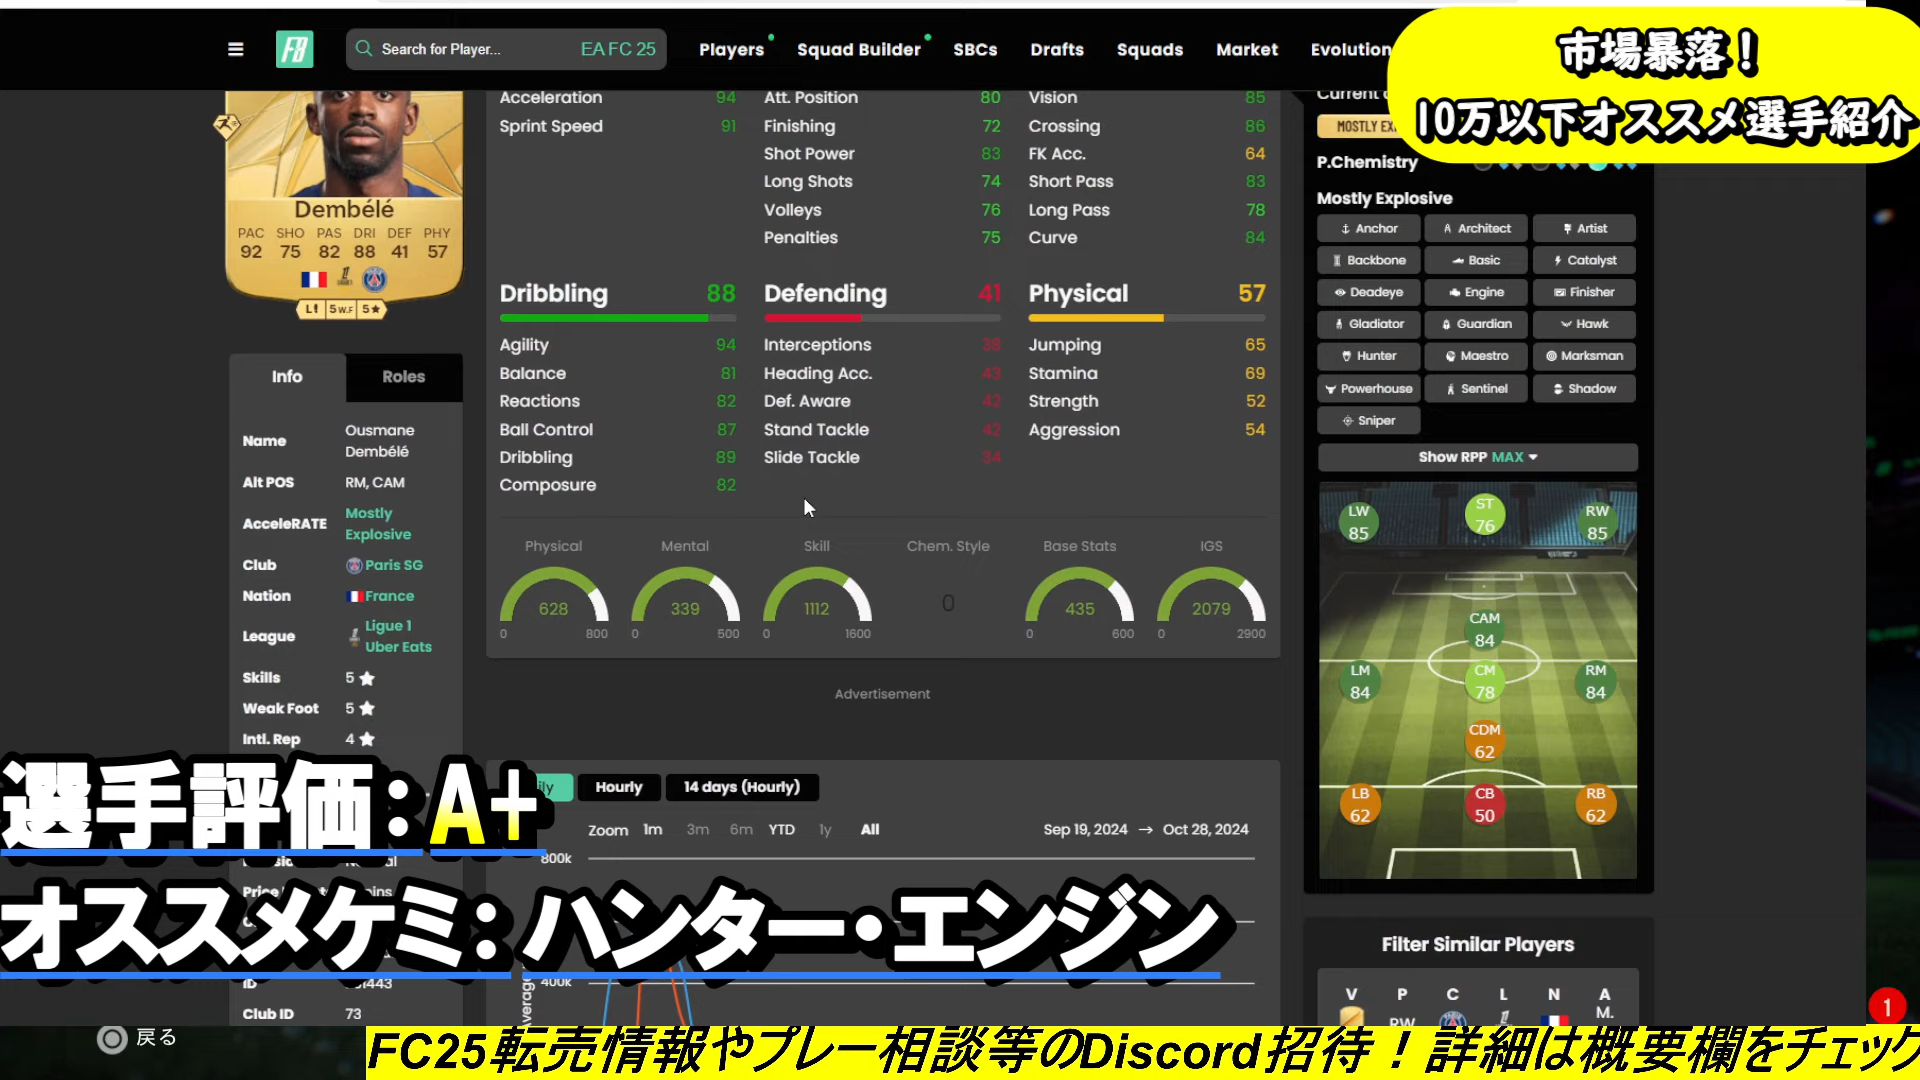 Search for Player...
EA FC 25
Players
Squad Builder
SBCs
Drafts
Squads
Market
Evolution
市場暴落！
10万以下オススメ選手紹介
Dembélé
PAC SHO PAS DRI DEF PHY
92 75 82 88 41 57
L 5 W.F 5★
Acceleration 94
Sprint Speed 91
Att. Position 80
Finishing 72
Shot Power 83
Long Shots 74
Volleys 76
Penalties 75
Vision 85
Crossing 86
FK Acc. 64
Short Pass 83
Long Pass 78
Curve 84
Dribbling 88
Agility 94
Balance 81
Reactions 82
Ball Control 87
Dribbling 89
Composure 82
Defending 41
Interceptions 38
Heading Acc. 43
Def. Aware 42
Stand Tackle 42
Slide Tackle 34
Physical 57
Jumping 65
Stamina 69
Strength 52
Aggression 54
Physical 628 0 800
Mental 339 0 500
Skill 1112 0 1600
Chem. Style 0
Base Stats 435 0 600
IGS 2079 0 2900
Info Roles
Name Ousmane Dembélé
Alt POS RM, CAM
AcceleRATE Mostly Explosive
Club Paris SG
Nation France
League Ligue 1 Uber Eats
Skills 5 ★
Weak Foot 5 ★
Intl. Rep 4 ★
ID
Club ID 73
Advertisement
Hourly
14 days (Hourly)
Zoom 1m 3m 6m YTD 1y All
Sep 19, 2024 → Oct 28, 2024
800k
400k
Current
MOSTLY EX
P.Chemistry
Mostly Explosive
Anchor Architect Artist
Backbone Basic Catalyst
Deadeye Engine Finisher
Gladiator Guardian Hawk
Hunter Maestro Marksman
Powerhouse Sentinel Shadow
Sniper
Show RPP MAX
LW 85
ST 76
RW 85
CAM 84
LM 84
CM 78
RM 84
CDM 62
LB 62
CB 50
RB 62
Filter Similar Players
V P C L N A
RW
M.
選手評価：A+
オススメケミ：ハンター・エンジン
戻る
1
FC25転売情報やプレー相談等のDiscord招待！詳細は概要欄をチェック